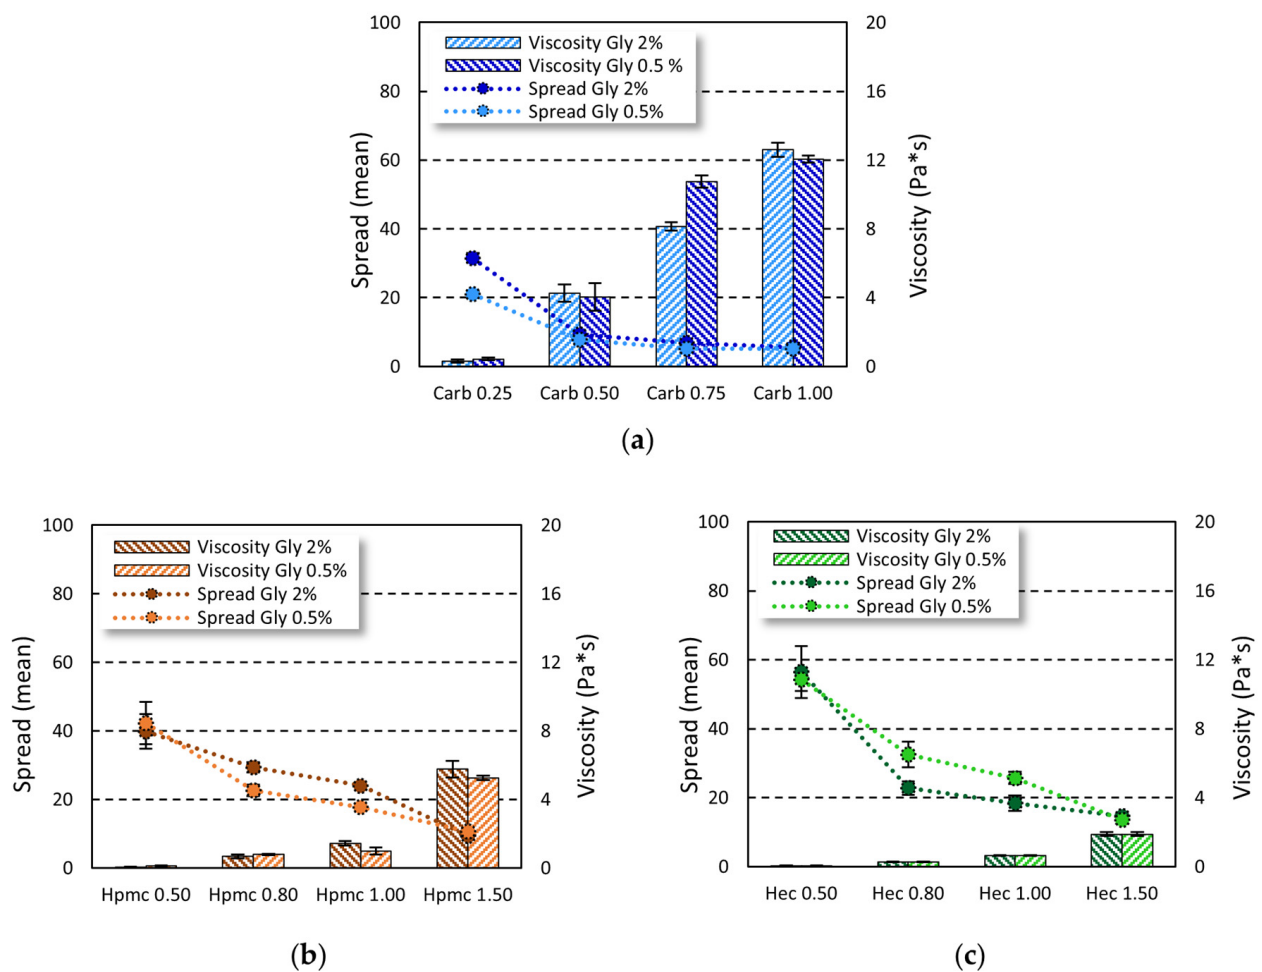 100
80
60
40
20
0
Spread (mean)
Viscosity Gly 2%
Viscosity Gly 0.5 %
Spread Gly 2%
Spread Gly 0.5%
20
16
12
8
4
0
Viscosity (Pa*s)
Carb 0.25 Carb 0.50 Carb 0.75 Carb 1.00
(a)
100
80
60
40
20
0
Spread (mean)
Viscosity Gly 2%
Viscosity Gly 0.5%
Spread Gly 2%
Spread Gly 0.5%
20
16
12
8
4
0
Viscosity (Pa*s)
Hpmc 0.50 Hpmc 0.80 Hpmc 1.00 Hpmc 1.50
(b)
100
80
60
40
20
0
Spread (mean)
Viscosity Gly 2%
Viscosity Gly 0.5%
Spread Gly 2%
Spread Gly 0.5%
20
16
12
8
4
0
Viscosity (Pa*s)
Hec 0.50 Hec 0.80 Hec 1.00 Hec 1.50
(c)